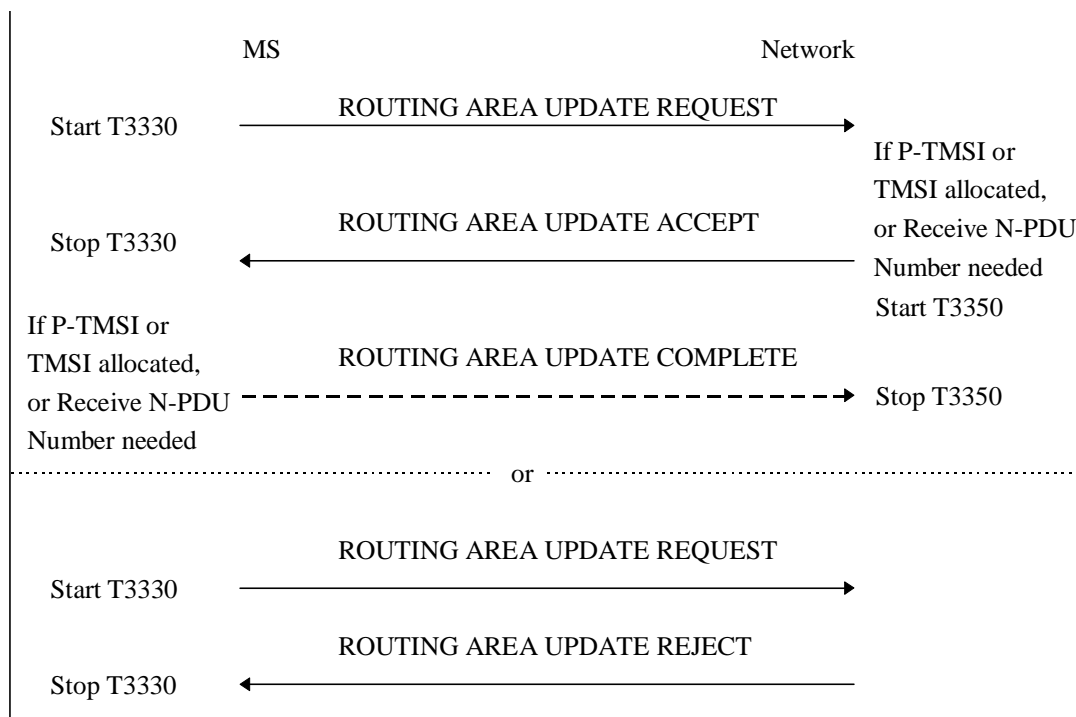 MS
Network
ROUTING AREA UPDATE REQUEST
Start T3330
If P-TMSI or
TMSI allocated,
or Receive N-PDU
Number needed
Start T3350
ROUTING AREA UPDATE ACCEPT
Stop T3330
If P-TMSI or
TMSI allocated,
or Receive N-PDU
Number needed
ROUTING AREA UPDATE COMPLETE
Stop T3350
or
ROUTING AREA UPDATE REQUEST
Start T3330
ROUTING AREA UPDATE REJECT
Stop T3330